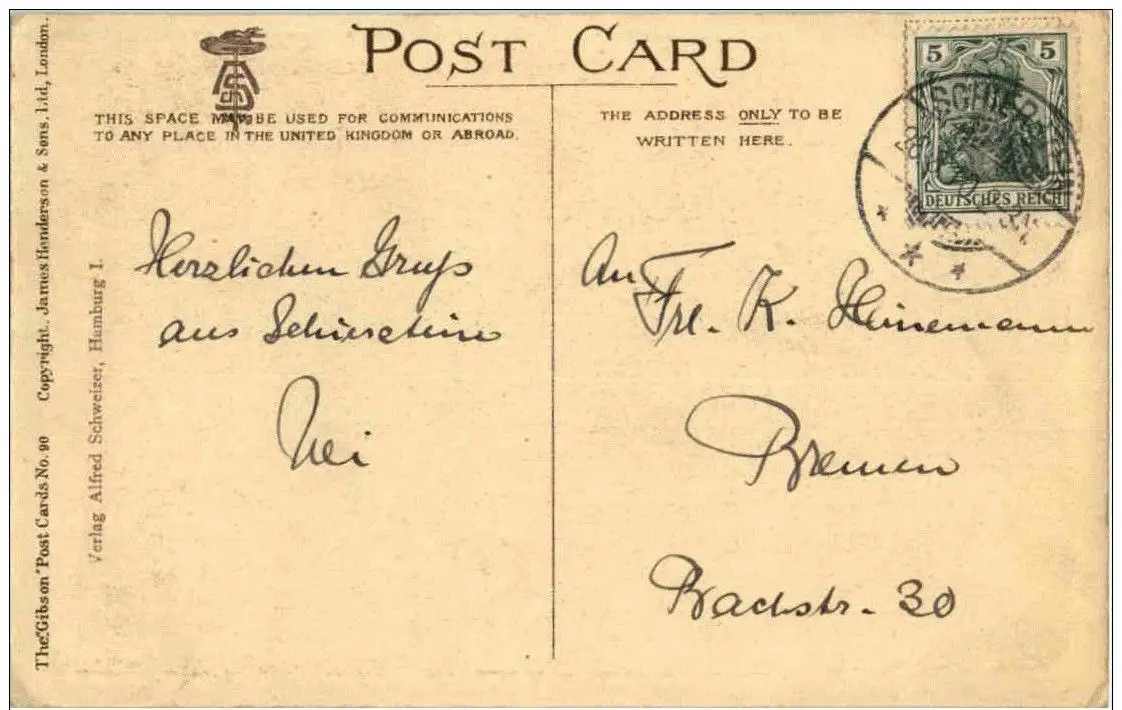 POST CARD
THIS SPACE MAY BE USED FOR COMMUNICATIONS
TO ANY PLACE IN THE UNITED KINGDOM OR ABROAD.
THE ADDRESS ONLY TO BE
WRITTEN HERE.
5 5
DEUTSCHES REICH
Herzlichen Gruß
aus Schierstein
An
Frl. K. Heinemann
Bremen
Bachstr. 30
The "Gibson" Post Cards No. 90 Copyright. James Henderson & Sons, Ltd, London.
Verlag Alfred Schweizer, Hamburg 1.